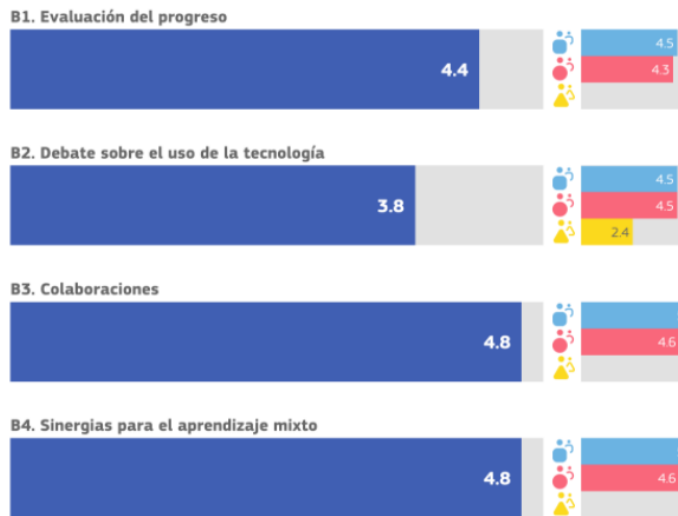 B1. Evaluación del progreso
4.4
4.5
4.3
B2. Debate sobre el uso de la tecnología
3.8
4.5
4.5
2.4
B3. Colaboraciones
4.8
4.6
B4. Sinergias para el aprendizaje mixto
4.8
4.6